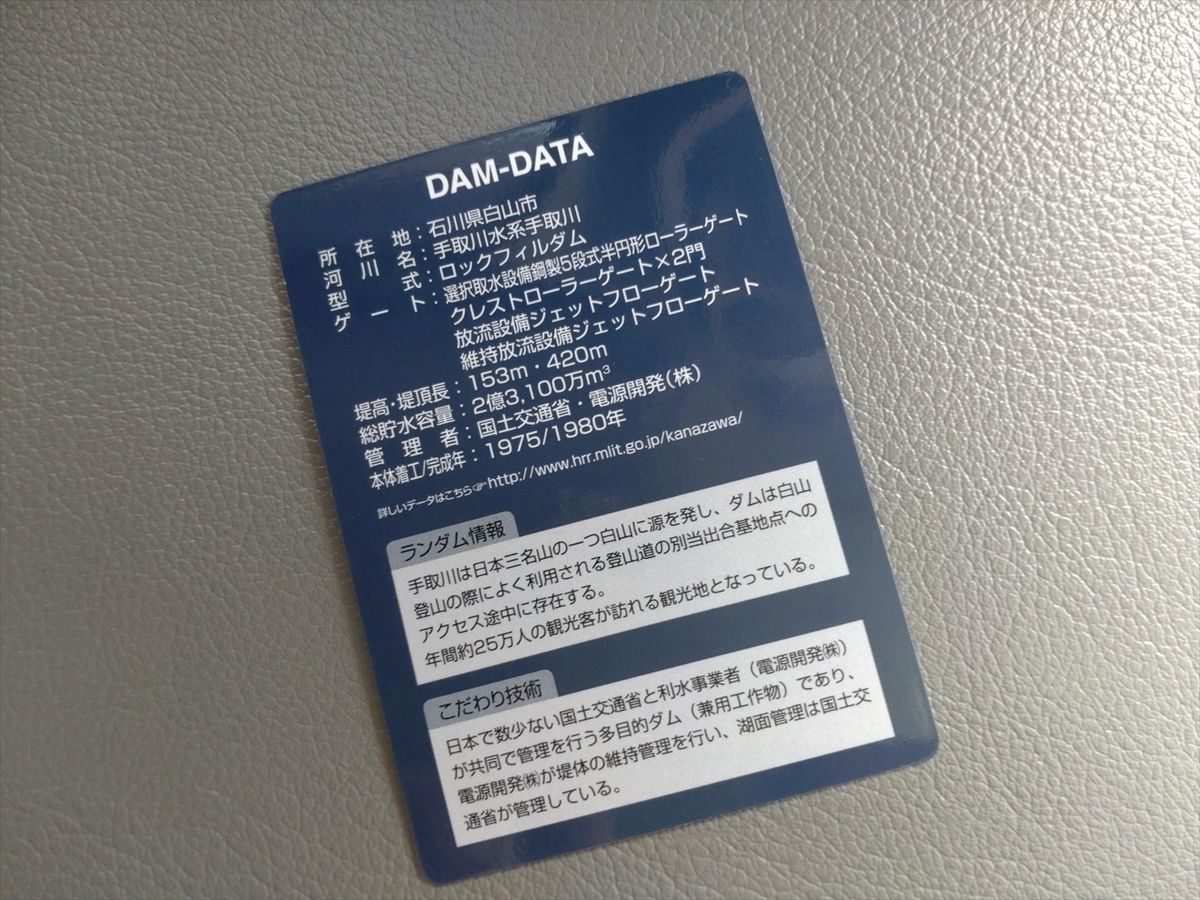 DAM-DATA
所在地：石川県白山市
河川名：手取川水系手取川
型式：ロックフィルダム
ゲート：選択取水設備鋼製5段式半円形ローラーゲート
クレストローラーゲート×2門
放流設備ジェットフローゲート
維持放流設備ジェットフローゲート
堤高・堤頂長：153m・420m
総貯水容量：2億3,100万m³
管理者：国土交通省・電源開発(株)
本体着工/完成年：1975/1980年
詳しいデータはこちら☞http://www.hrr.mlit.go.jp/kanazawa/
ランダム情報
手取川は日本三名山の一つ白山に源を発し、ダムは白山
登山の際によく利用される登山道の別当出合基地点への
アクセス途中に存在する。
年間約25万人の観光客が訪れる観光地となっている。
こだわり技術
日本で数少ない国土交通省と利水事業者（電源開発㈱）
が共同で管理を行う多目的ダム（兼用工作物）であり、
電源開発㈱が堤体の維持管理を行い、湖面管理は国土交
通省が管理している。